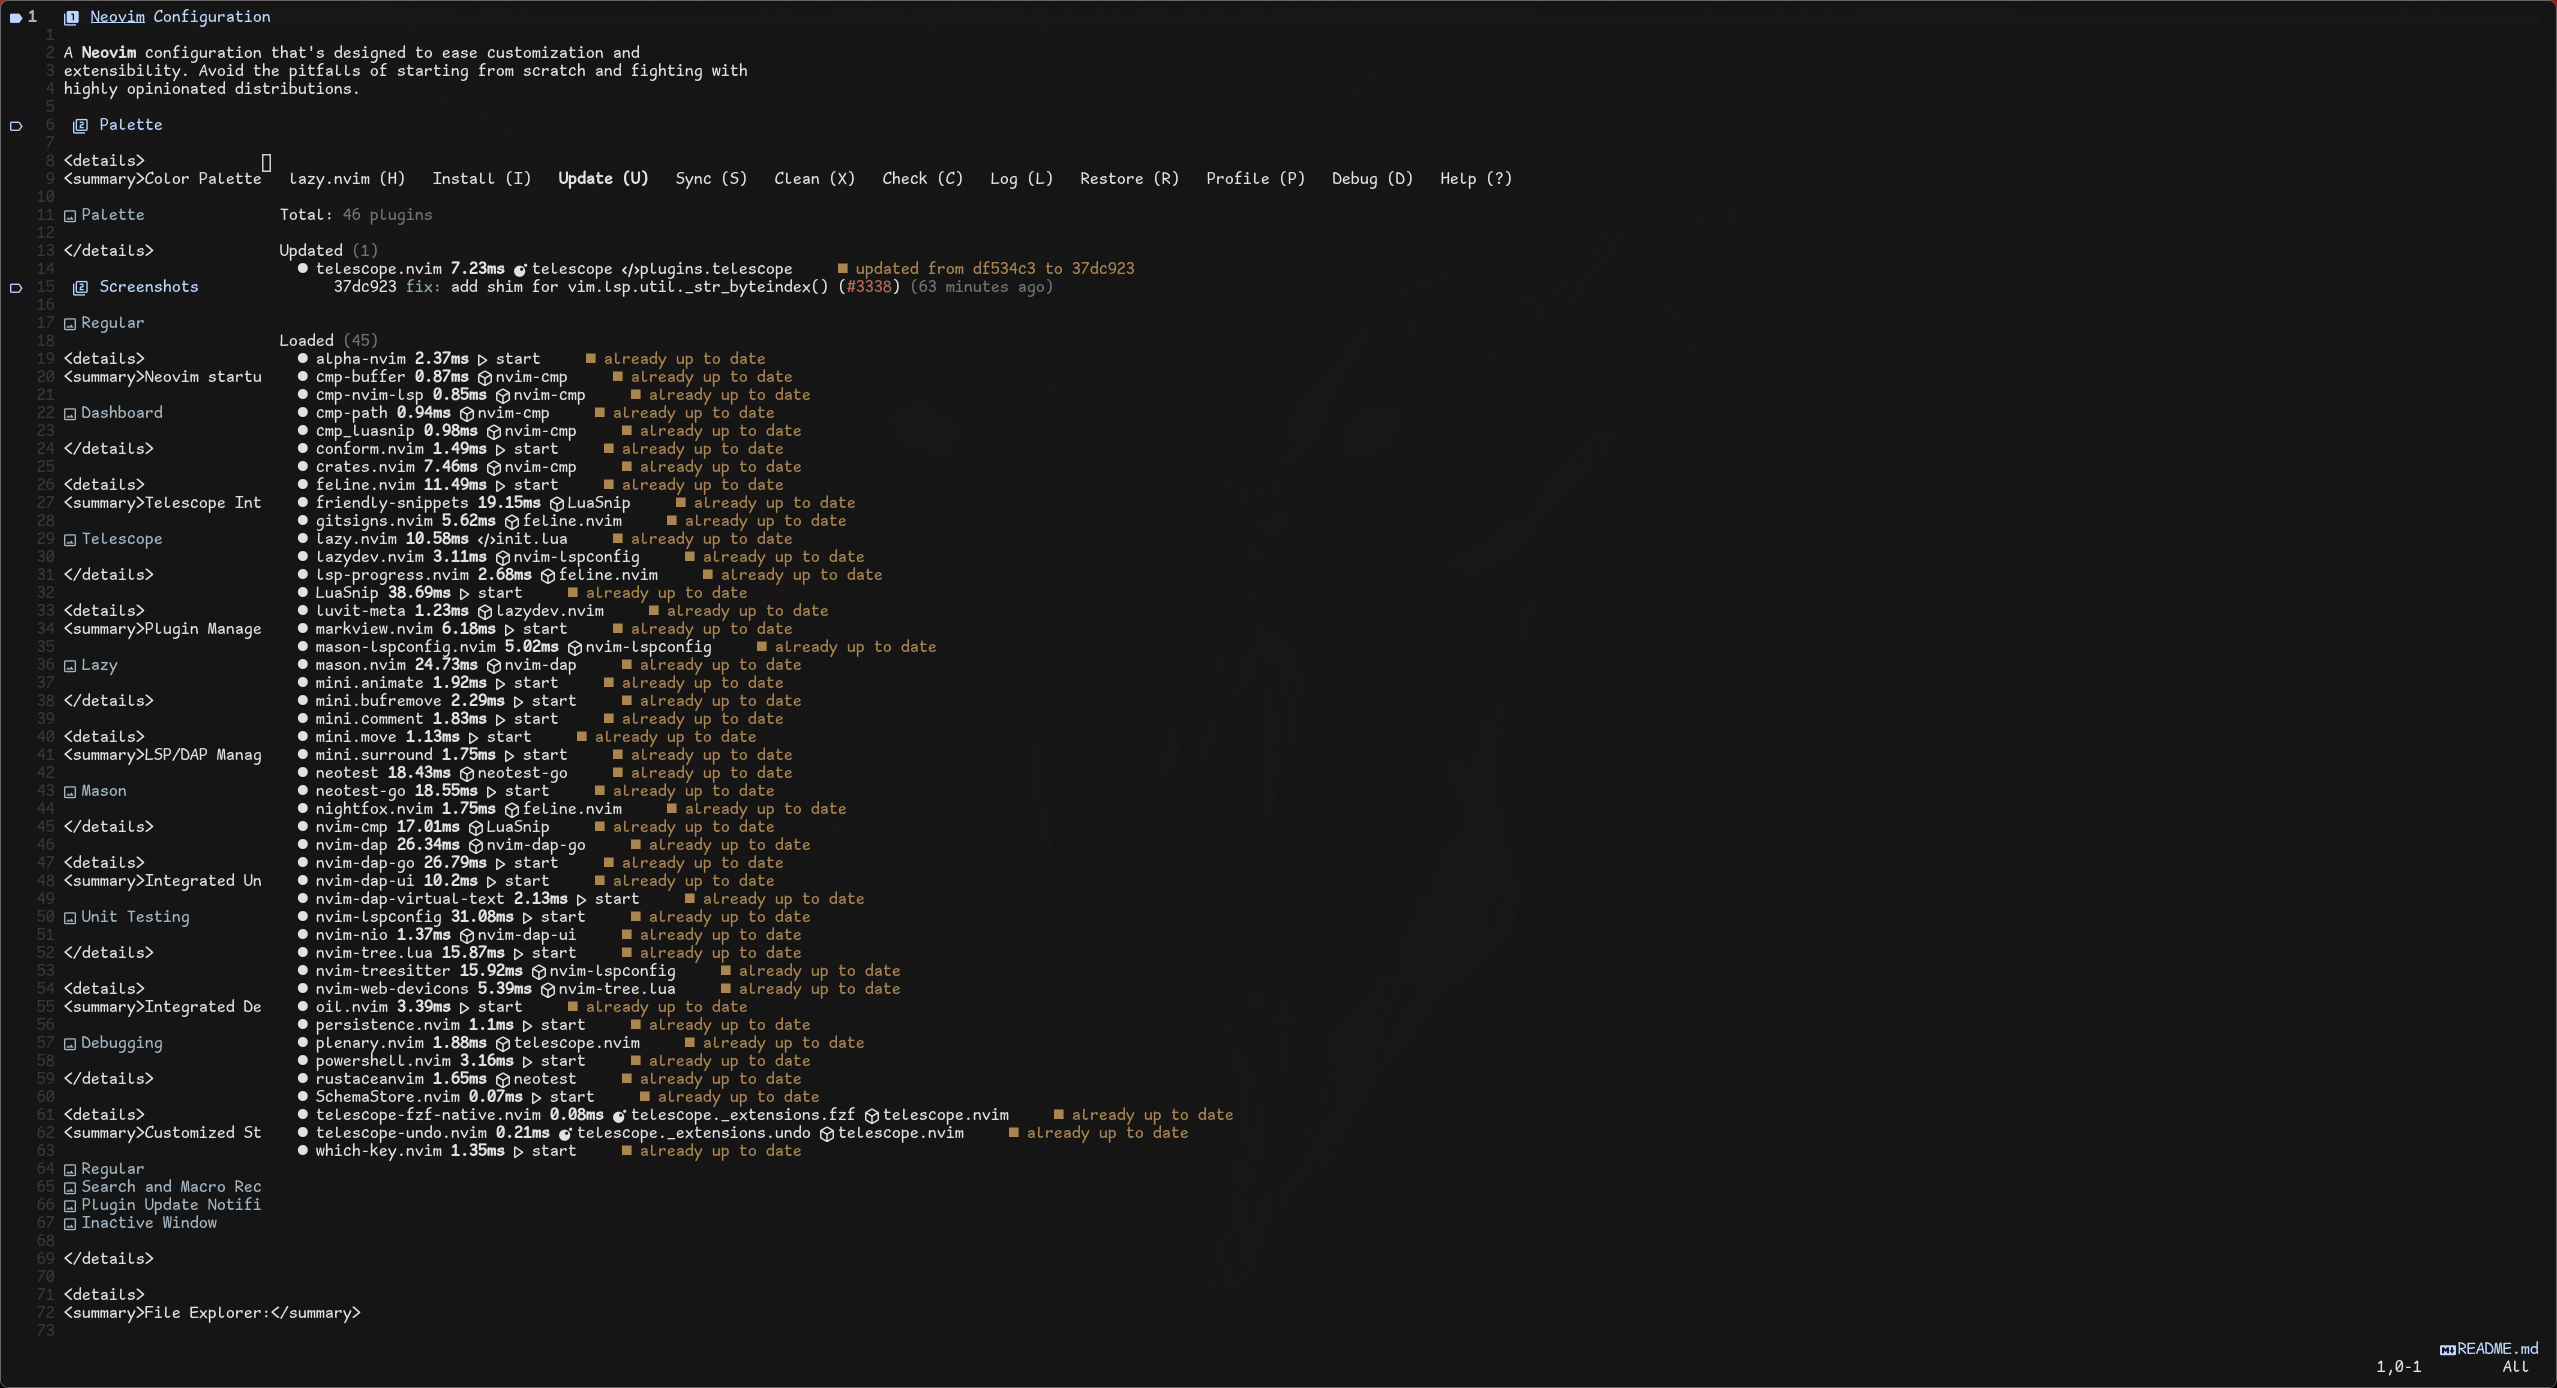 1 Neovim Configuration
1
2 A Neovim configuration that's designed to ease customization and
3 extensibility. Avoid the pitfalls of starting from scratch and fighting with
4 highly opinionated distributions.
5
6 Palette
7
8 <details>
9 <summary>Color Palette lazy.nvim (H) Install (I) Update (U) Sync (S) Clean (X) Check (C) Log (L) Restore (R) Profile (P) Debug (D) Help (?)
10
11 Palette Total: 46 plugins
12
13 </details> Updated (1)
14 ● telescope.nvim 7.23ms telescope </>plugins.telescope ■ updated from df534c3 to 37dc923
15 Screenshots 37dc923 fix: add shim for vim.lsp.util._str_byteindex() (#3338) (63 minutes ago)
16
17 Regular
18 Loaded (45)
19 <details> ● alpha-nvim 2.37ms start ■ already up to date
20 <summary>Neovim startu ● cmp-buffer 0.87ms nvim-cmp ■ already up to date
21 ● cmp-nvim-lsp 0.85ms nvim-cmp ■ already up to date
22 Dashboard ● cmp-path 0.94ms nvim-cmp ■ already up to date
23 ● cmp_luasnip 0.98ms nvim-cmp ■ already up to date
24 </details> ● conform.nvim 1.49ms start ■ already up to date
25 ● crates.nvim 7.46ms nvim-cmp ■ already up to date
26 <details> ● feline.nvim 11.49ms start ■ already up to date
27 <summary>Telescope Int ● friendly-snippets 19.15ms LuaSnip ■ already up to date
28 ● gitsigns.nvim 5.62ms feline.nvim ■ already up to date
29 Telescope ● lazy.nvim 10.58ms </>init.lua ■ already up to date
30 ● lazydev.nvim 3.11ms nvim-lspconfig ■ already up to date
31 </details> ● lsp-progress.nvim 2.68ms feline.nvim ■ already up to date
32 ● LuaSnip 38.69ms start ■ already up to date
33 <details> ● luvit-meta 1.23ms lazydev.nvim ■ already up to date
34 <summary>Plugin Manage ● markview.nvim 6.18ms start ■ already up to date
35 ● mason-lspconfig.nvim 5.02ms nvim-lspconfig ■ already up to date
36 Lazy ● mason.nvim 24.73ms nvim-dap ■ already up to date
37 ● mini.animate 1.92ms start ■ already up to date
38 </details> ● mini.bufremove 2.29ms start ■ already up to date
39 ● mini.comment 1.83ms start ■ already up to date
40 <details> ● mini.move 1.13ms start ■ already up to date
41 <summary>LSP/DAP Manag ● mini.surround 1.75ms start ■ already up to date
42 ● neotest 18.43ms neotest-go ■ already up to date
43 Mason ● neotest-go 18.55ms start ■ already up to date
44 ● nightfox.nvim 1.75ms feline.nvim ■ already up to date
45 </details> ● nvim-cmp 17.01ms LuaSnip ■ already up to date
46 ● nvim-dap 26.34ms nvim-dap-go ■ already up to date
47 <details> ● nvim-dap-go 26.79ms start ■ already up to date
48 <summary>Integrated Un ● nvim-dap-ui 10.2ms start ■ already up to date
49 ● nvim-dap-virtual-text 2.13ms start ■ already up to date
50 Unit Testing ● nvim-lspconfig 31.08ms start ■ already up to date
51 ● nvim-nio 1.37ms nvim-dap-ui ■ already up to date
52 </details> ● nvim-tree.lua 15.87ms start ■ already up to date
53 ● nvim-treesitter 15.92ms nvim-lspconfig ■ already up to date
54 <details> ● nvim-web-devicons 5.39ms nvim-tree.lua ■ already up to date
55 <summary>Integrated De ● oil.nvim 3.39ms start ■ already up to date
56 ● persistence.nvim 1.1ms start ■ already up to date
57 Debugging ● plenary.nvim 1.88ms telescope.nvim ■ already up to date
58 ● powershell.nvim 3.16ms start ■ already up to date
59 </details> ● rustaceanvim 1.65ms neotest ■ already up to date
60 ● SchemaStore.nvim 0.07ms start ■ already up to date
61 <details> ● telescope-fzf-native.nvim 0.08ms telescope._extensions.fzf telescope.nvim ■ already up to date
62 <summary>Customized St ● telescope-undo.nvim 0.21ms telescope._extensions.undo telescope.nvim ■ already up to date
63 ● which-key.nvim 1.35ms start ■ already up to date
64 Regular
65 Search and Macro Rec
66 Plugin Update Notifi
67 Inactive Window
68
69 </details>
70
71 <details>
72 <summary>File Explorer:</summary>
73
README.md
1,0-1 All